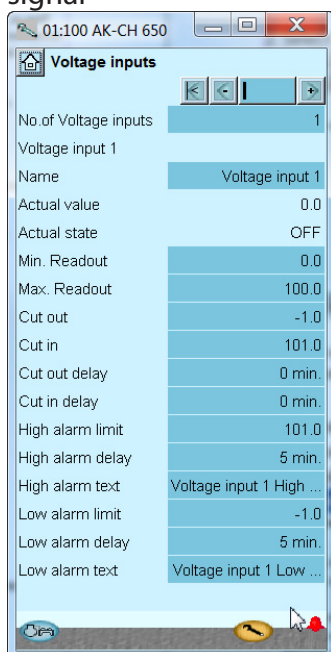 signal
01:100 AK-CH 650
Voltage inputs
No.of Voltage inputs 1
Voltage input 1
Name Voltage input 1
Actual value 0.0
Actual state OFF
Min. Readout 0.0
Max. Readout 100.0
Cut out -1.0
Cut in 101.0
Cut out delay 0 min.
Cut in delay 0 min.
High alarm limit 101.0
High alarm delay 5 min.
High alarm text Voltage input 1 High ...
Low alarm limit -1.0
Low alarm delay 5 min.
Low alarm text Voltage input 1 Low ...